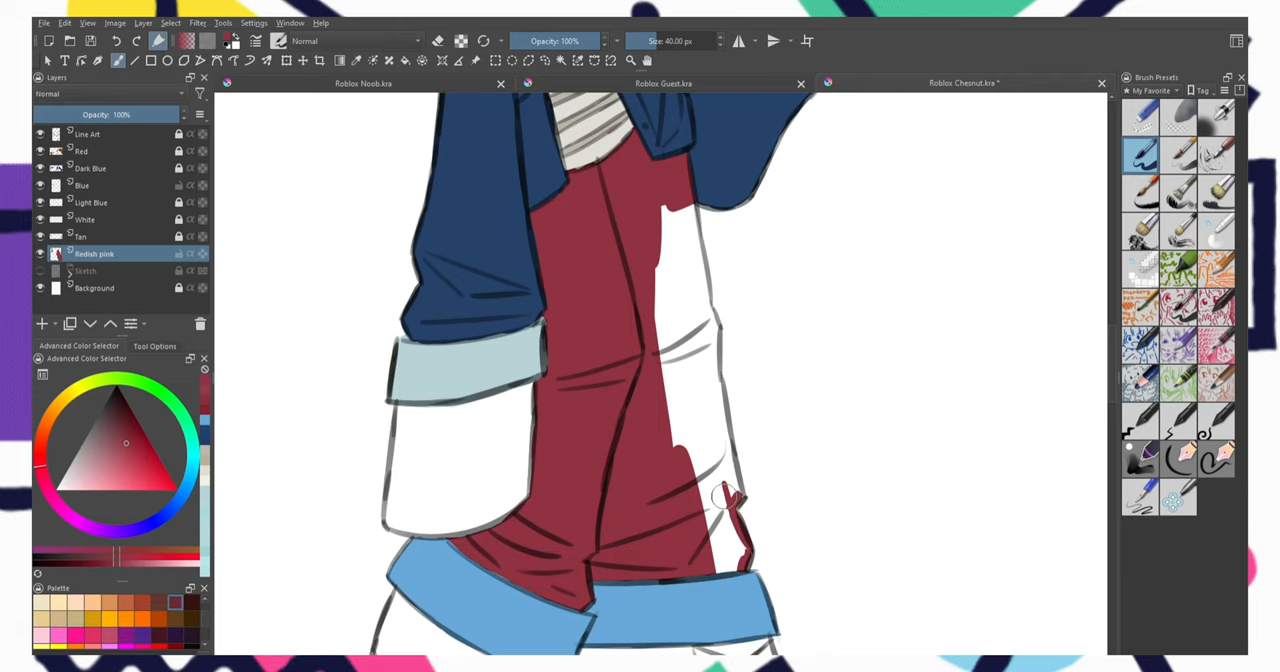 File Edit View Image Layer Select Filter Tools Settings Window Help
Normal Opacity: 100% Size: 40.00 px
Layers
Roblox Noob.kra
Roblox Guest.kra
Roblox Chesnut.kra *
Brush Presets
Normal
My Favorite
Tag
Opacity: 100%
Line Art
Red
Dark Blue
Blue
Light Blue
White
Tan
Redish pink
Sketch
Background
Advanced Color Selector Tool Options
Advanced Color Selector
Palette